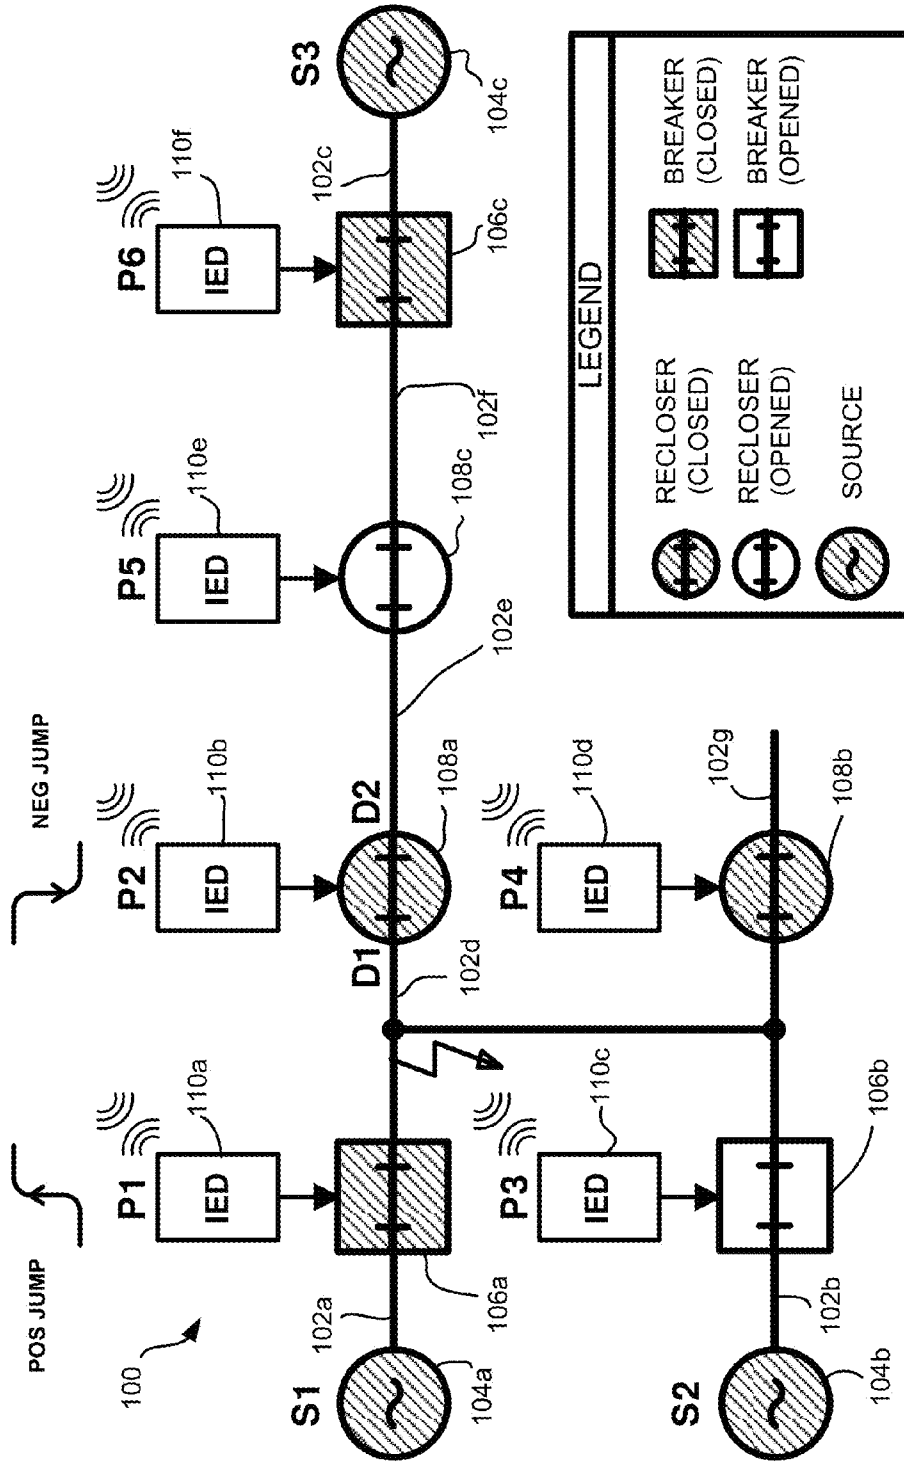 POS JUMP
NEG JUMP
100
P1
IED
110a
P2
IED
110b
P5
IED
110e
P6
IED
110f
S1
104a
102a
106a
D1
102d
D2
108a
102e
108c
102f
106c
102c
S3
104c
P3
IED
110c
P4
IED
110d
S2
104b
102b
106b
108b
102g
LEGEND
RECLOSER
(CLOSED)
BREAKER
(CLOSED)
RECLOSER
(OPENED)
BREAKER
(OPENED)
SOURCE